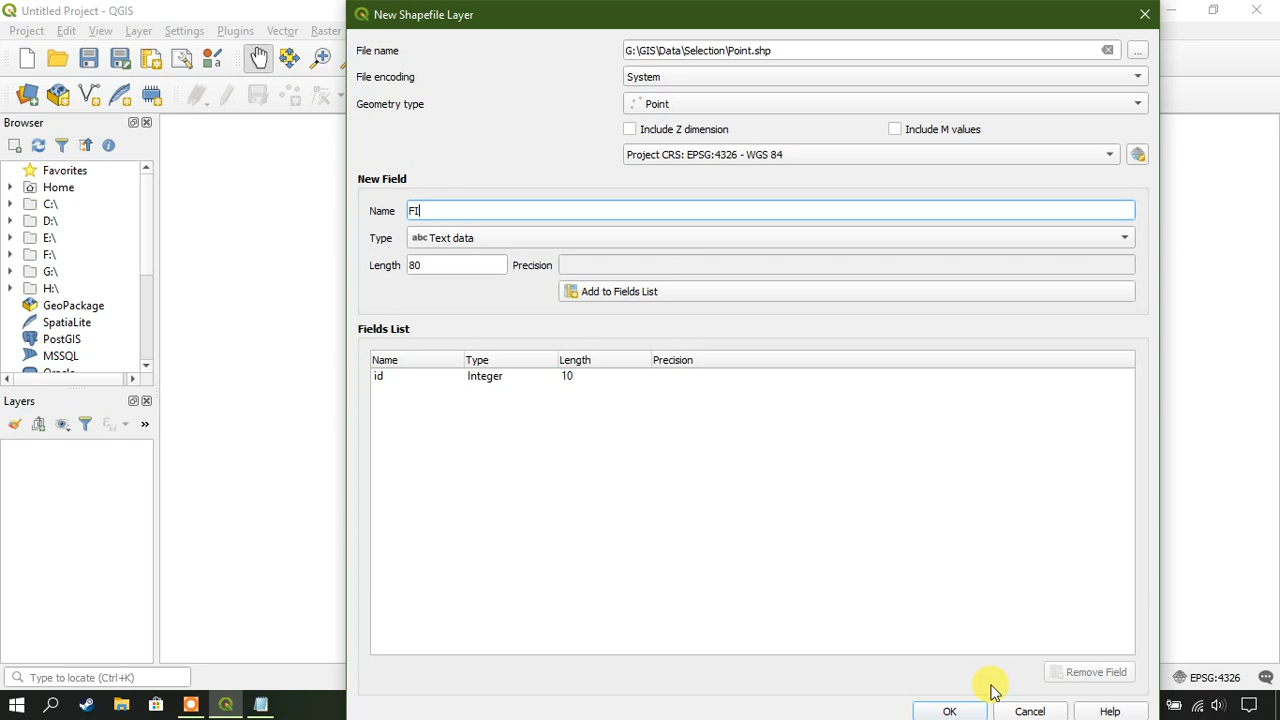 Untitled Project - QGIS
Project Edit View Layer Settings Plugins Vector Raster
Browser
Favorites
Home
C:\
D:\
E:\
F:\
G:\
H:\
GeoPackage
SpatiaLite
PostGIS
MSSQL
Layers
»
Type to locate (Ctrl+K)
New Shapefile Layer
File name G:\GIS\Data\Selection\Point.shp ...
File encoding System
Geometry type Point
Include Z dimension Include M values
Project CRS: EPSG:4326 - WGS 84
New Field
Name FI
Type abc Text data
Length 80 Precision
Add to Fields List
Fields List
Name Type Length Precision
id Integer 10
Remove Field
OK Cancel Help
EPSG:4326